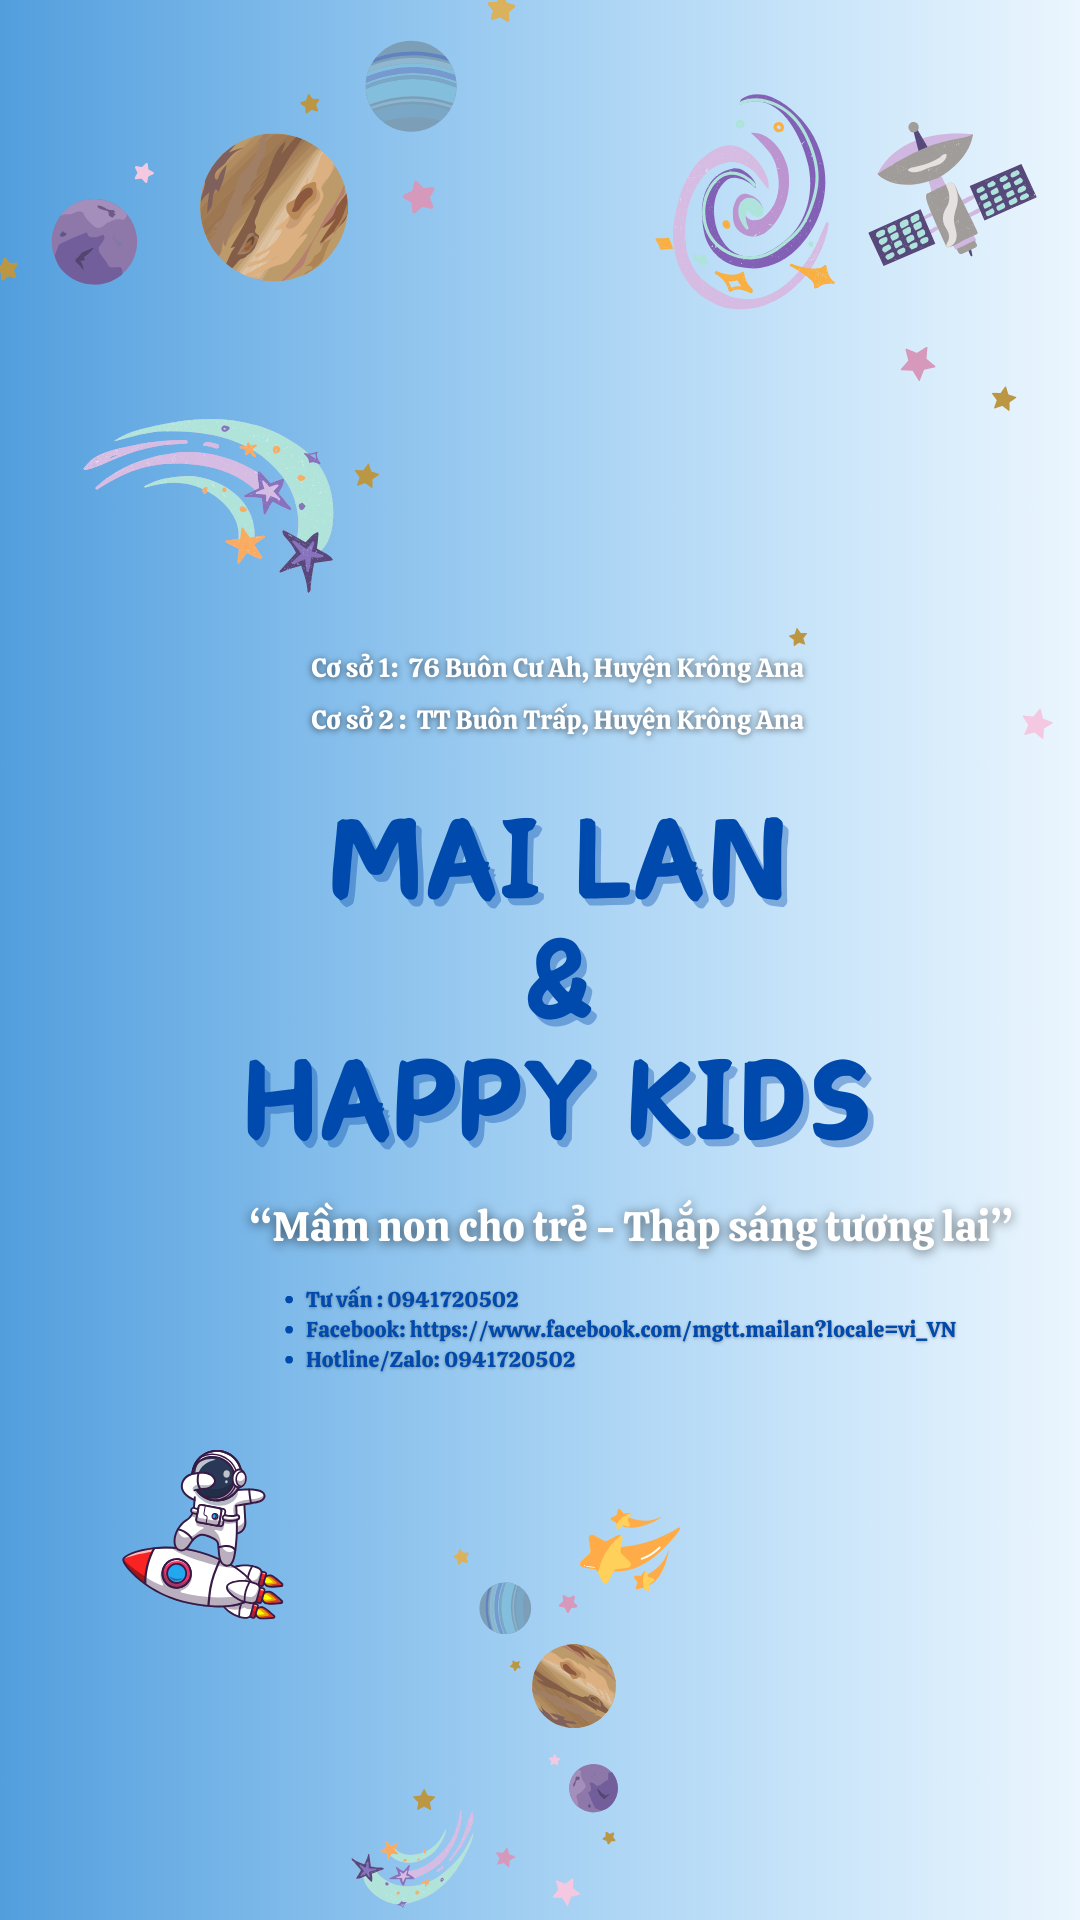 Cơ sở 1: 76 Buôn Cư Ah, Huyện Krông Ana
Cơ sở 2 : TT Buôn Trấp, Huyện Krông Ana
MAI LAN
&
HAPPY KIDS
“Mầm non cho trẻ - Thắp sáng tương lai”
• Tư vấn : 0941720502
• Facebook: https://www.facebook.com/mgtt.mailan?locale=vi_VN
• Hotline/Zalo: 0941720502